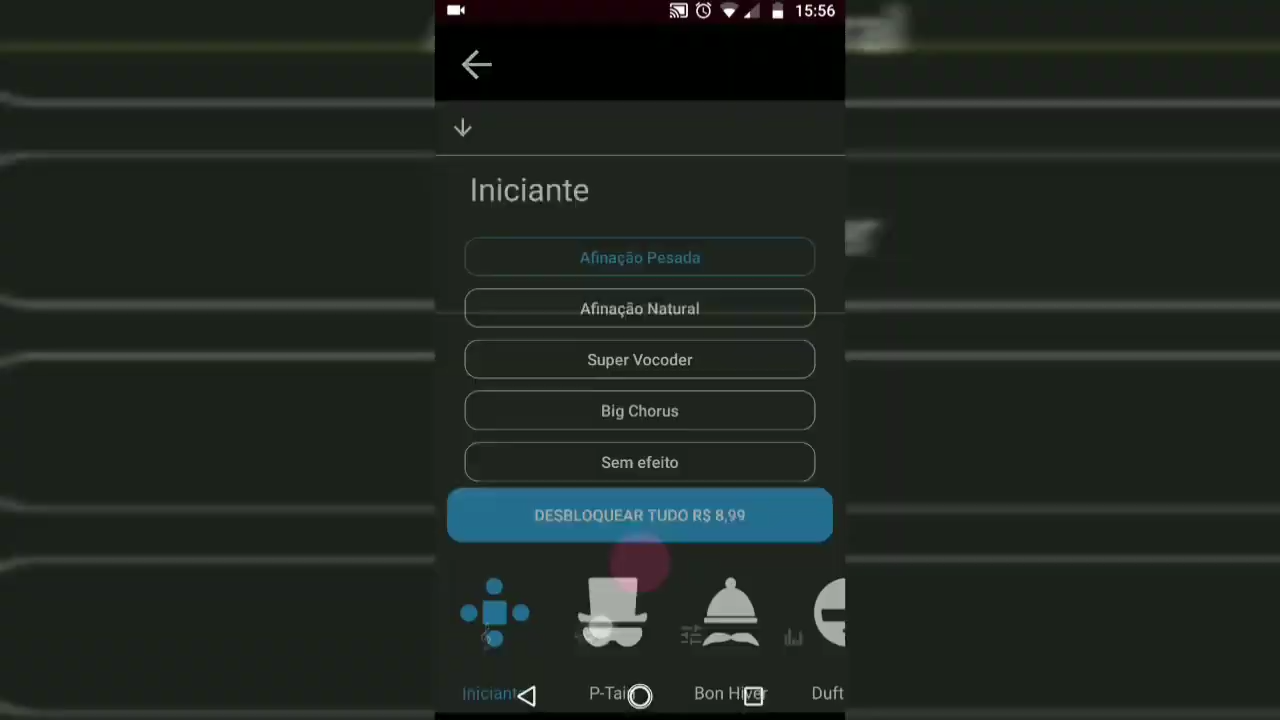 15:56
Iniciante
Afinação Pesada
Afinação Natural
Super Vocoder
Big Chorus
Sem efeito
DESBLOQUEAR TUDO R$ 8,99
Iniciante P-Tain Bon Hiver Duft